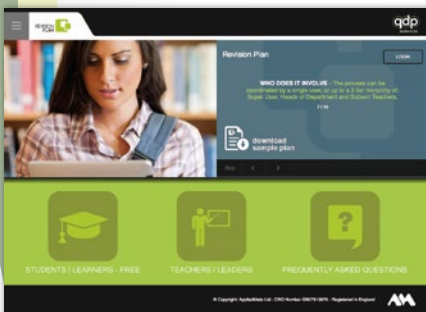 REVISION
PLAN
qdp
SERVICES
Revision Plan
LOGIN
WHO DOES IT INVOLVE - The process can be
coordinated by a single user, or up to a 3 tier hierarchy of
Super User, Heads of Department and Subject Teachers.
download
sample plan
Stop
STUDENTS | LEARNERS - FREE
TEACHERS | LEADERS
FREQUENTLY ASKED QUESTIONS